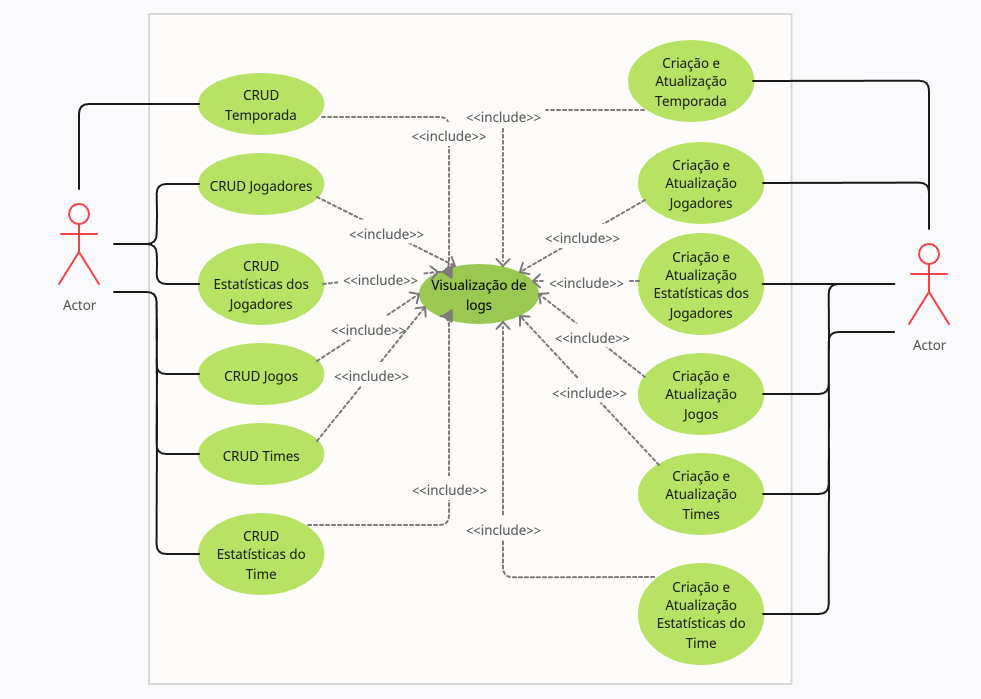 CRUD
Temporada
CRUD Jogadores
CRUD
Estatísticas dos
Jogadores
CRUD Jogos
CRUD Times
CRUD
Estatísticas do
Time
Actor
<<include>>
<<include>>
<<include>>
<<include>>
<<include>>
<<include>>
Visualização de
logs
<<include>>
<<include>>
<<include>>
<<include>>
<<include>>
<<include>>
Criação e
Atualização
Temporada
Criação e
Atualização
Jogadores
Criação e
Atualização
Estatísticas dos
Jogadores
Criação e
Atualização
Jogos
Criação e
Atualização
Times
Criação e
Atualização
Estatísticas do
Time
Actor